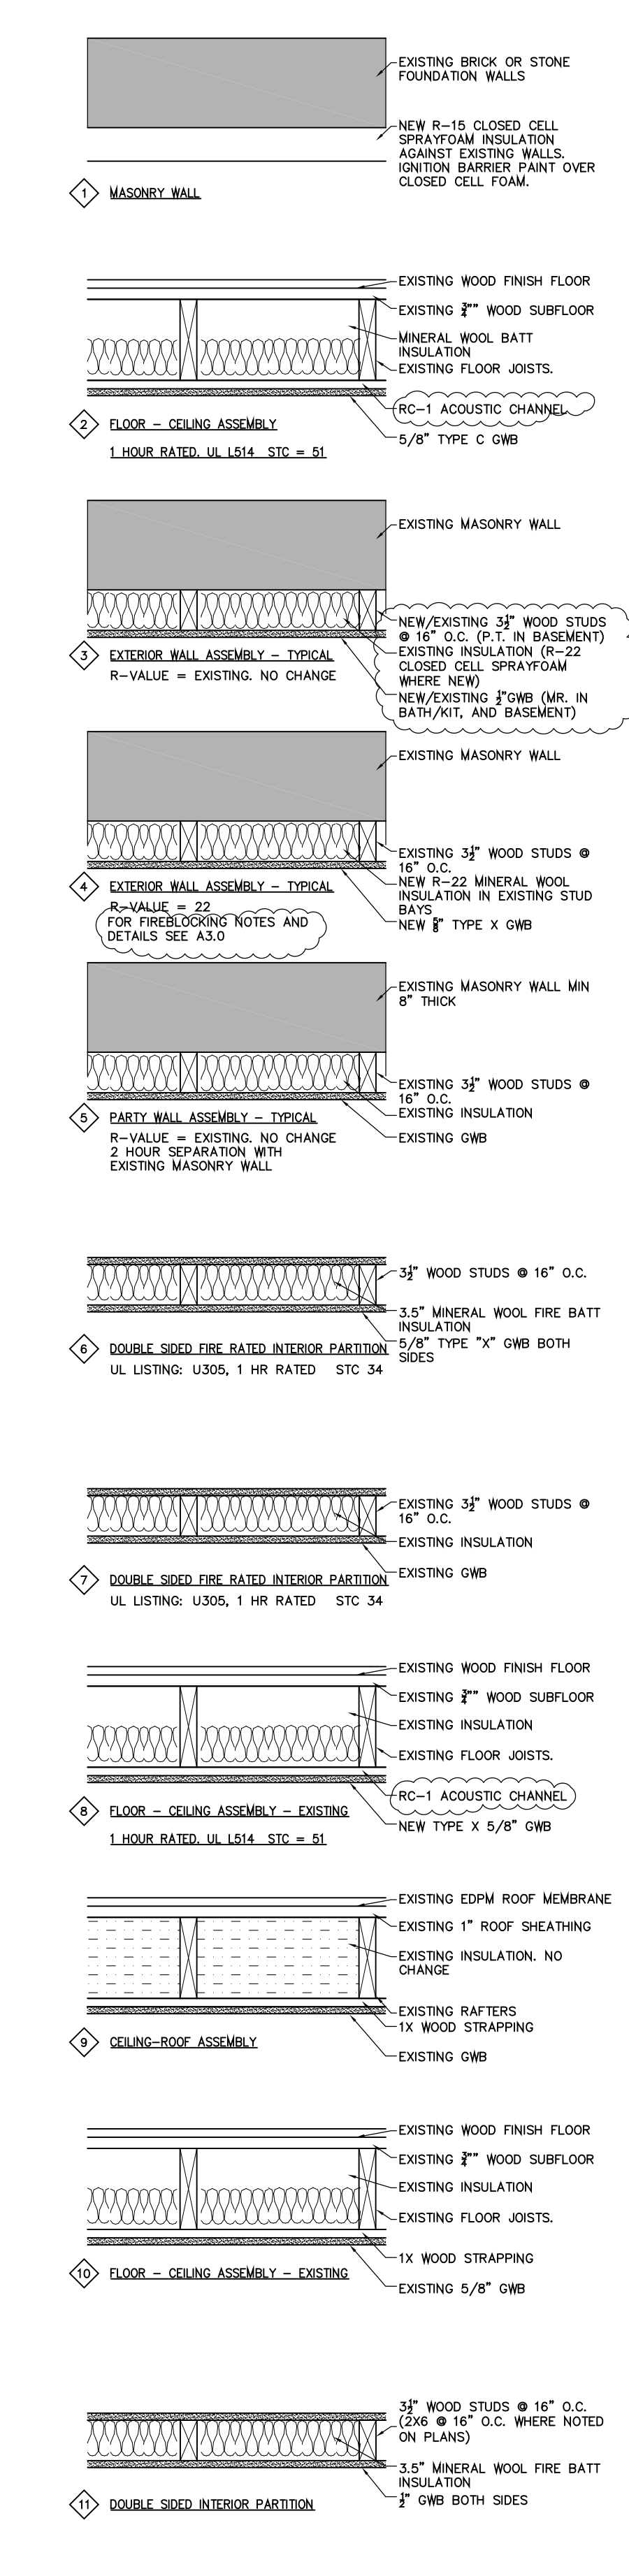 EXISTING BRICK OR STONE
FOUNDATION WALLS
NEW R-15 CLOSED CELL
SPRAYFOAM INSULATION
AGAINST EXISTING WALLS.
IGNITION BARRIER PAINT OVER
CLOSED CELL FOAM.
1 MASONRY WALL
EXISTING WOOD FINISH FLOOR
EXISTING 3/4"" WOOD SUBFLOOR
MINERAL WOOL BATT
INSULATION
EXISTING FLOOR JOISTS.
RC-1 ACOUSTIC CHANNEL
5/8" TYPE C GWB
2 FLOOR - CEILING ASSEMBLY
1 HOUR RATED. UL L514 STC = 51
EXISTING MASONRY WALL
NEW/EXISTING 3 1/2" WOOD STUDS
@ 16" O.C. (P.T. IN BASEMENT)
EXISTING INSULATION (R-22
CLOSED CELL SPRAYFOAM
WHERE NEW)
NEW/EXISTING 1/2"GWB (MR. IN
BATH/KIT, AND BASEMENT)
3 EXTERIOR WALL ASSEMBLY - TYPICAL
R-VALUE = EXISTING. NO CHANGE
EXISTING MASONRY WALL
EXISTING 3 1/2" WOOD STUDS @
16" O.C.
NEW R-22 MINERAL WOOL
INSULATION IN EXISTING STUD
BAYS
NEW 5/8" TYPE X GWB
4 EXTERIOR WALL ASSEMBLY - TYPICAL
R-VALUE = 22
FOR FIREBLOCKING NOTES AND
DETAILS SEE A3.0
EXISTING MASONRY WALL MIN
8" THICK
EXISTING 3 1/2" WOOD STUDS @
16" O.C.
EXISTING INSULATION
EXISTING GWB
5 PARTY WALL ASSEMBLY - TYPICAL
R-VALUE = EXISTING. NO CHANGE
2 HOUR SEPARATION WITH
EXISTING MASONRY WALL
3 1/2" WOOD STUDS @ 16" O.C.
3.5" MINERAL WOOL FIRE BATT
INSULATION
5/8" TYPE "X" GWB BOTH
SIDES
6 DOUBLE SIDED FIRE RATED INTERIOR PARTITION
UL LISTING: U305, 1 HR RATED STC 34
EXISTING 3 1/2" WOOD STUDS @
16" O.C.
EXISTING INSULATION
EXISTING GWB
7 DOUBLE SIDED FIRE RATED INTERIOR PARTITION
UL LISTING: U305, 1 HR RATED STC 34
EXISTING WOOD FINISH FLOOR
EXISTING 3/4"" WOOD SUBFLOOR
EXISTING INSULATION
EXISTING FLOOR JOISTS.
RC-1 ACOUSTIC CHANNEL
NEW TYPE X 5/8" GWB
8 FLOOR - CEILING ASSEMBLY - EXISTING
1 HOUR RATED. UL L514 STC = 51
EXISTING EDPM ROOF MEMBRANE
EXISTING 1" ROOF SHEATHING
EXISTING INSULATION. NO
CHANGE
EXISTING RAFTERS
1X WOOD STRAPPING
EXISTING GWB
9 CEILING-ROOF ASSEMBLY
EXISTING WOOD FINISH FLOOR
EXISTING 3/4"" WOOD SUBFLOOR
EXISTING INSULATION
EXISTING FLOOR JOISTS.
1X WOOD STRAPPING
EXISTING 5/8" GWB
10 FLOOR - CEILING ASSEMBLY - EXISTING
3 1/2" WOOD STUDS @ 16" O.C.
(2X6 @ 16" O.C. WHERE NOTED
ON PLANS)
3.5" MINERAL WOOL FIRE BATT
INSULATION
1/2" GWB BOTH SIDES
11 DOUBLE SIDED INTERIOR PARTITION